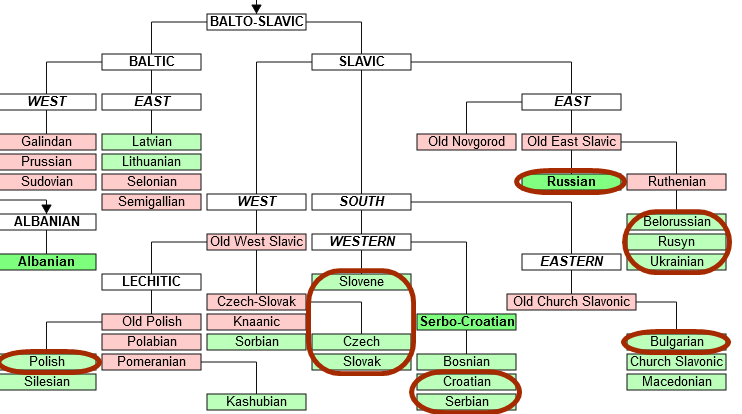 BALTO-SLAVIC
BALTIC
SLAVIC
WEST
EAST
EAST
Galindan
Latvian
Old Novgorod
Old East Slavic
Prussian
Lithuanian
Sudovian
Selonian
Russian
Ruthenian
Semigallian
WEST
SOUTH
ALBANIAN
Belorussian
Old West Slavic
WESTERN
Rusyn
Albanian
EASTERN
Ukrainian
LECHITIC
Slovene
Czech-Slovak
Old Church Slavonic
Old Polish
Knaanic
Serbo-Croatian
Polabian
Sorbian
Czech
Bulgarian
Polish
Pomeranian
Slovak
Bosnian
Church Slavonic
Silesian
Croatian
Macedonian
Kashubian
Serbian